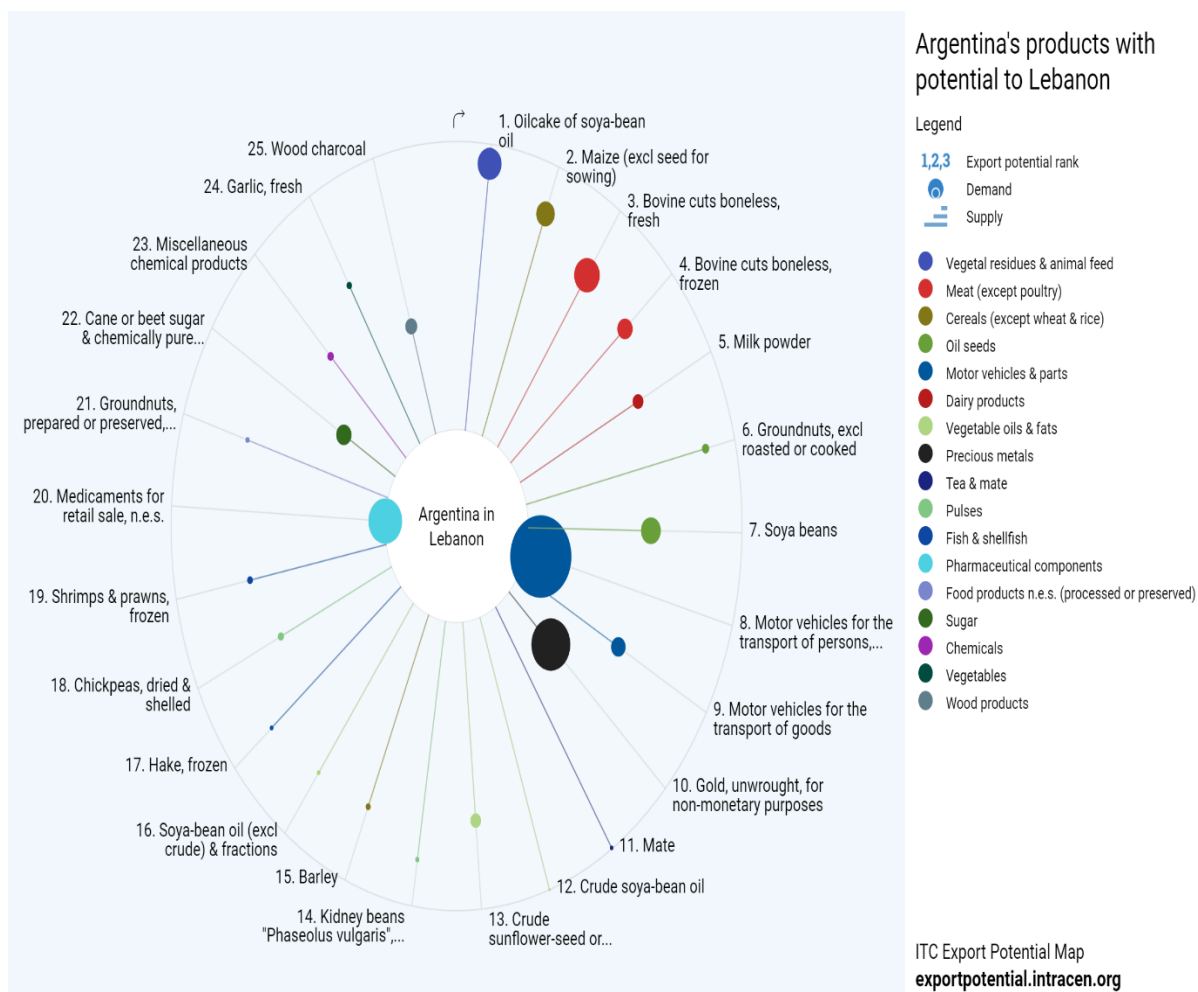 Argentina's products with
potential to Lebanon
Legend
1,2,3 Export potential rank
Demand
Supply
Vegetal residues & animal feed
Meat (except poultry)
Cereals (except wheat & rice)
Oil seeds
Motor vehicles & parts
Dairy products
Vegetable oils & fats
Precious metals
Tea & mate
Pulses
Fish & shellfish
Pharmaceutical components
Food products n.e.s. (processed or preserved)
Sugar
Chemicals
Vegetables
Wood products
Argentina in
Lebanon
1. Oilcake of soya-bean
oil
2. Maize (excl seed for
sowing)
3. Bovine cuts boneless,
fresh
4. Bovine cuts boneless,
frozen
5. Milk powder
6. Groundnuts, excl
roasted or cooked
7. Soya beans
8. Motor vehicles for the
transport of persons,...
9. Motor vehicles for the
transport of goods
10. Gold, unwrought, for
non-monetary purposes
11. Mate
12. Crude soya-bean oil
13. Crude
sunflower-seed or...
14. Kidney beans
"Phaseolus vulgaris",...
15. Barley
16. Soya-bean oil (excl
crude) & fractions
17. Hake, frozen
18. Chickpeas, dried &
shelled
19. Shrimps & prawns,
frozen
20. Medicaments for
retail sale, n.e.s.
21. Groundnuts,
prepared or preserved,...
22. Cane or beet sugar
& chemically pure...
23. Miscellaneous
chemical products
24. Garlic, fresh
25. Wood charcoal
ITC Export Potential Map
exportpotential.intracen.org